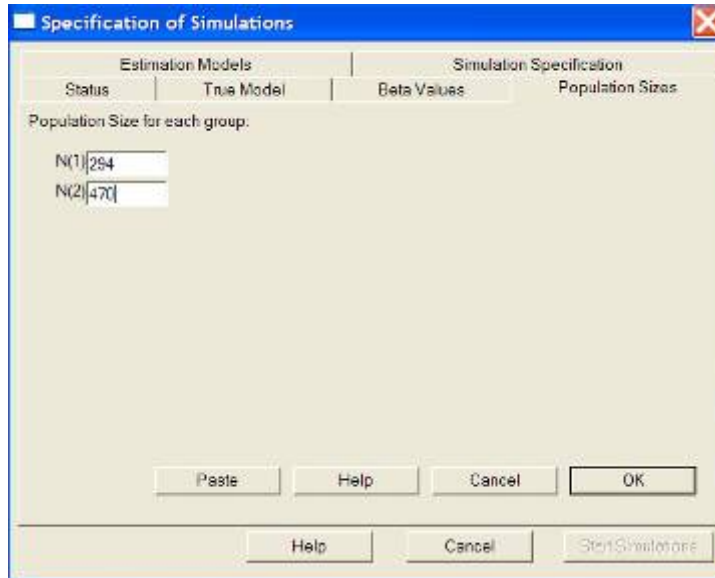 Specification of Simulations
Estimation Models
Simulation Specification
Status
True Model
Beta Values
Population Sizes
Population Size for each group:
N(1) 294
N(2) 470
Paste
Help
Cancel
OK
Help
Cancel
Start Simulations